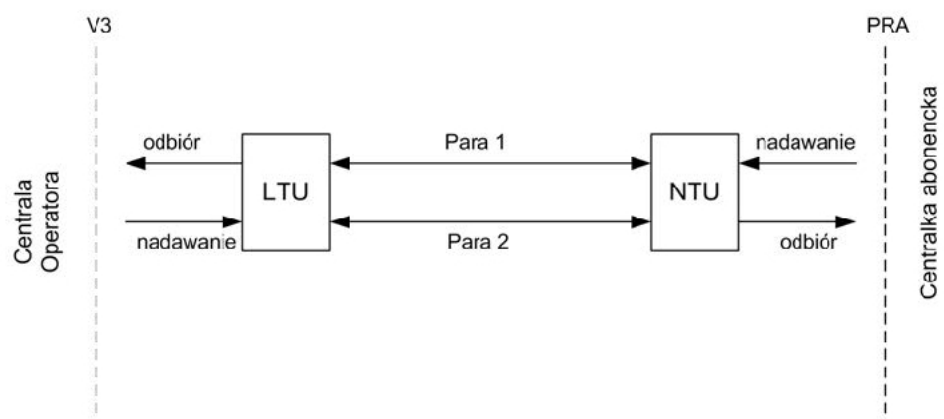 V3
PRA
odbiór
Para 1
nadawanie
LTU
NTU
Centrala
Operatora
nadawanie
Para 2
odbiór
Centralka abonencka